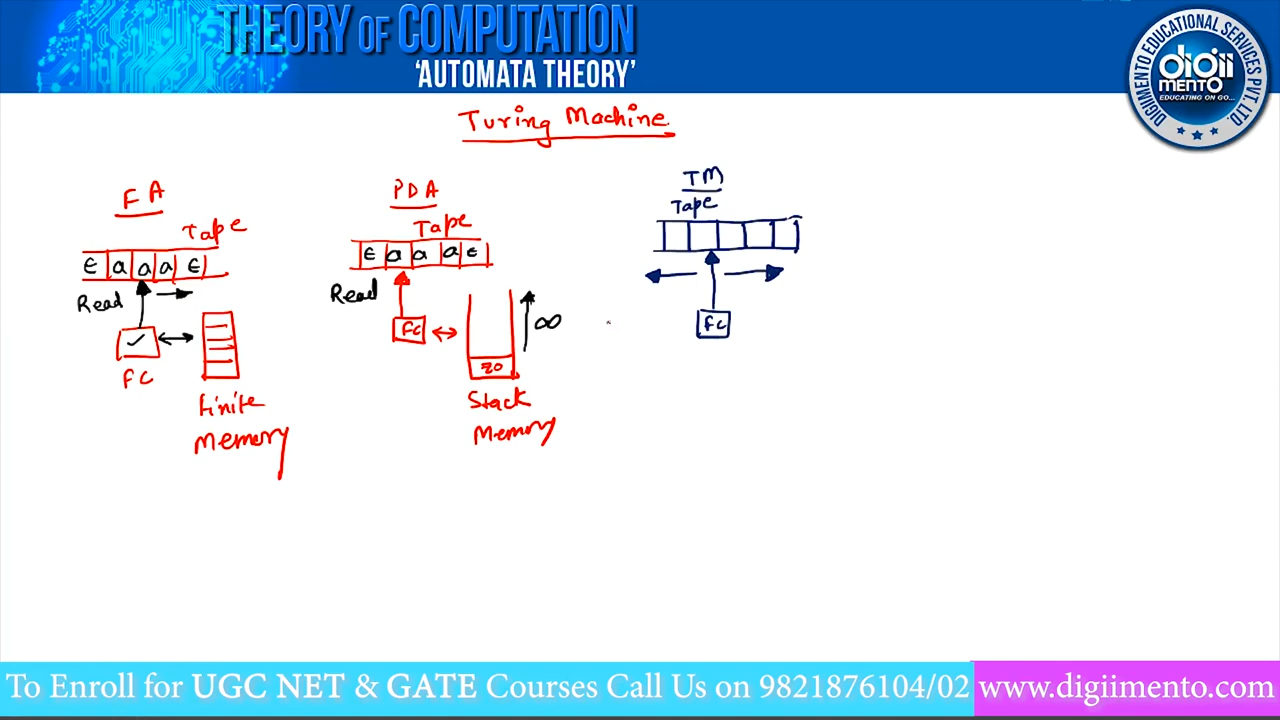 THEORY OF COMPUTATION
'AUTOMATA THEORY'
DIGIIMENTO EDUCATIONAL SERVICES PVT. LTD.
digii
MENTO
EDUCATING ON GO...
Turing Machine
FA
Tape
ϵ a a a ϵ
Read
FC
Finite
Memory
PDA
Tape
ϵ a a a ϵ
Read
FC
∞
z0
Stack
Memory
TM
Tape
FC
To Enroll for UGC NET & GATE Courses Call Us on 9821876104/02 www.digiimento.com